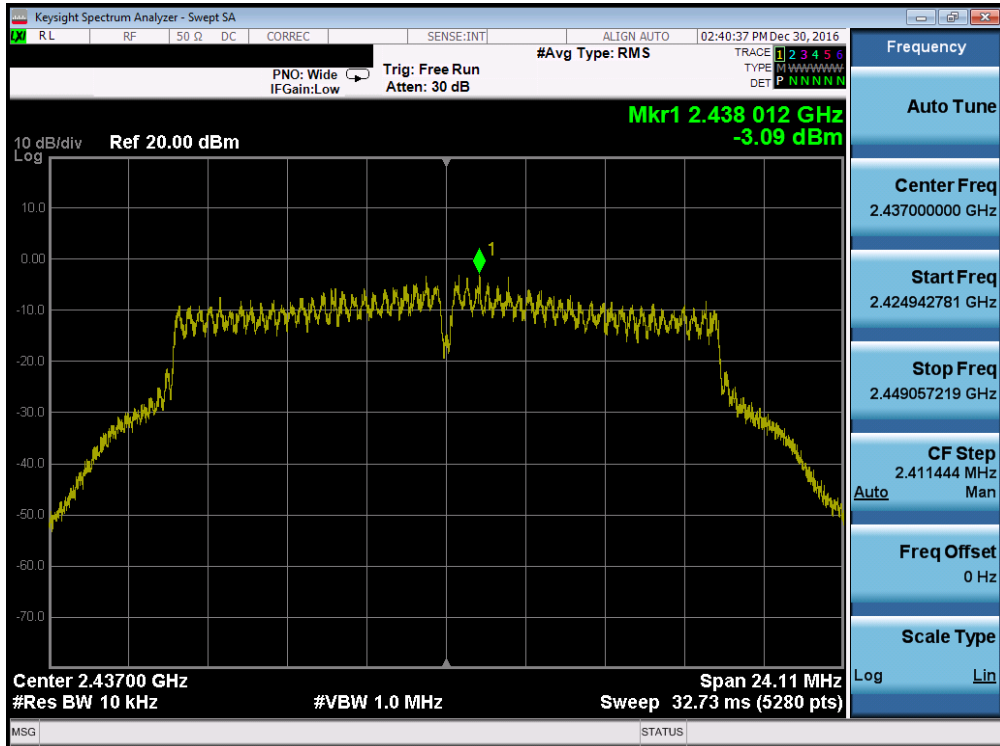 Keysight Spectrum Analyzer - Swept SA
LXI RL RF 50 Ω DC CORREC SENSE:INT ALIGN AUTO 02:40:37 PM Dec 30, 2016
PNO: Wide
IFGain:Low
Trig: Free Run
Atten: 30 dB
#Avg Type: RMS
TRACE 1 2 3 4 5 6
TYPE M W W W W W
DET P N N N N N
Mkr1 2.438 012 GHz
-3.09 dBm
10 dB/div Ref 20.00 dBm
Log
10.0
0.00
-10.0
-20.0
-30.0
-40.0
-50.0
-60.0
-70.0
1
Center 2.43700 GHz Span 24.11 MHz
#Res BW 10 kHz #VBW 1.0 MHz Sweep 32.73 ms (5280 pts)
MSG STATUS
Frequency
Auto Tune
Center Freq
2.437000000 GHz
Start Freq
2.424942781 GHz
Stop Freq
2.449057219 GHz
CF Step
2.411444 MHz
Auto Man
Freq Offset
0 Hz
Scale Type
Log Lin